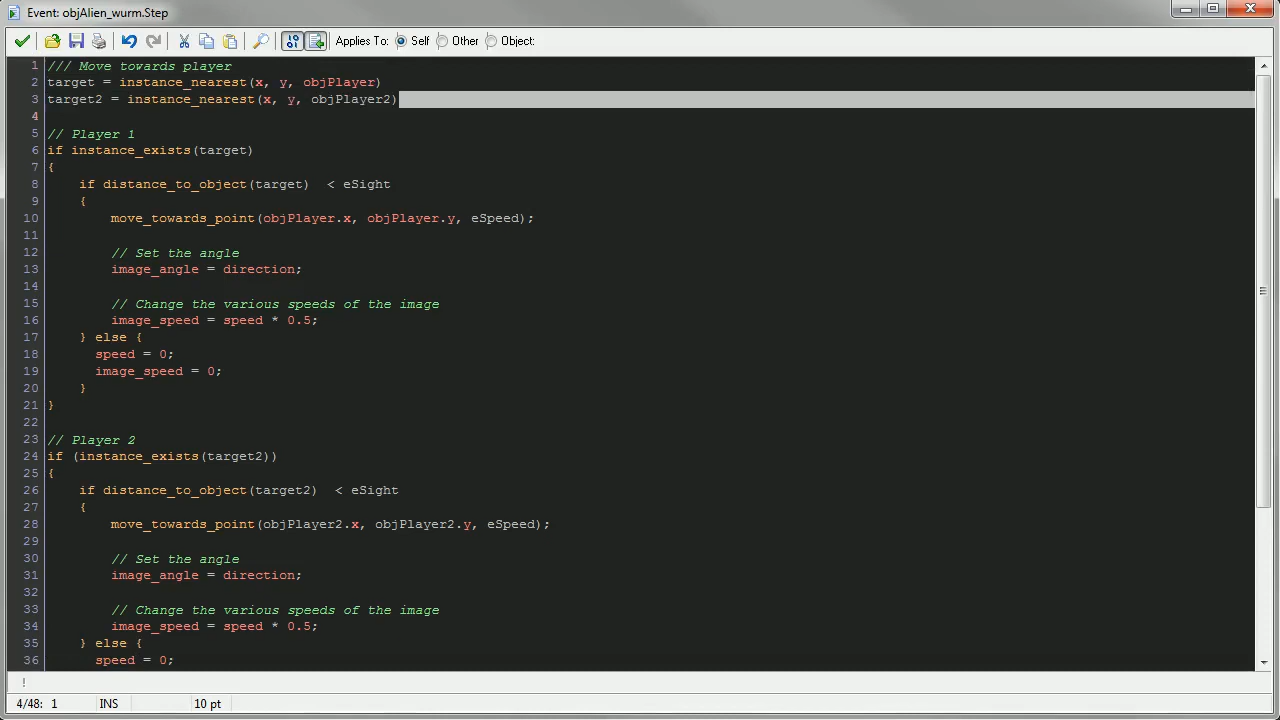 Event: objAlien_wurm.Step
Applies To: Self Other Object:
1 /// Move towards player
2 target = instance_nearest(x, y, objPlayer)
3 target2 = instance_nearest(x, y, objPlayer2)
4
5 // Player 1
6 if instance_exists(target)
7 {
8 if distance_to_object(target) < eSight
9 {
10 move_towards_point(objPlayer.x, objPlayer.y, eSpeed);
11
12 // Set the angle
13 image_angle = direction;
14
15 // Change the various speeds of the image
16 image_speed = speed * 0.5;
17 } else {
18 speed = 0;
19 image_speed = 0;
20 }
21 }
22
23 // Player 2
24 if (instance_exists(target2))
25 {
26 if distance_to_object(target2) < eSight
27 {
28 move_towards_point(objPlayer2.x, objPlayer2.y, eSpeed);
29
30 // Set the angle
31 image_angle = direction;
32
33 // Change the various speeds of the image
34 image_speed = speed * 0.5;
35 } else {
36 speed = 0;
!
4/48: 1 INS 10 pt